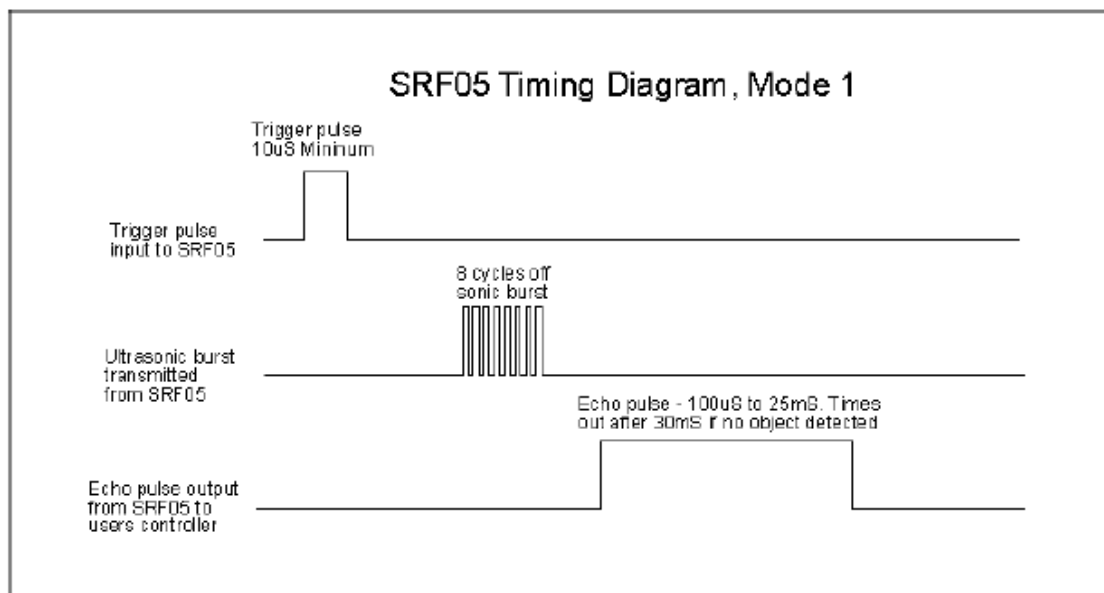 SRF05 Timing Diagram, Mode 1
Trigger pulse
10uS Mininum
Trigger pulse
input to SRF05
8 cycles off
sonic burst
Ultrasonic burst
transmitted
from SRF05
Echo pulse - 100uS to 25mS. Times
out after 30mS if no object detected
Echo pulse output
from SRF05 to
users controller